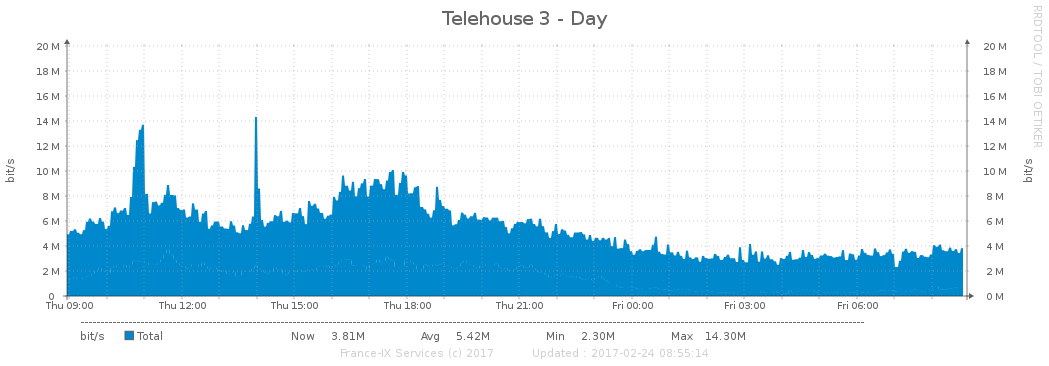 Telehouse 3 - Day
RRDTOOL / TOBI OETIKER
bit/s
20 M 20 M
18 M 18 M
16 M 16 M
14 M 14 M
12 M 12 M
10 M 10 M
8 M 8 M
6 M 6 M
4 M 4 M
2 M 2 M
0 0 M
bit/s
Thu 09:00 Thu 12:00 Thu 15:00 Thu 18:00 Thu 21:00 Fri 00:00 Fri 03:00 Fri 06:00
bit/s Total Now 3.81M Avg 5.42M Min 2.30M Max 14.30M
France-IX Services (c) 2017 Updated : 2017-02-24 08:55:14